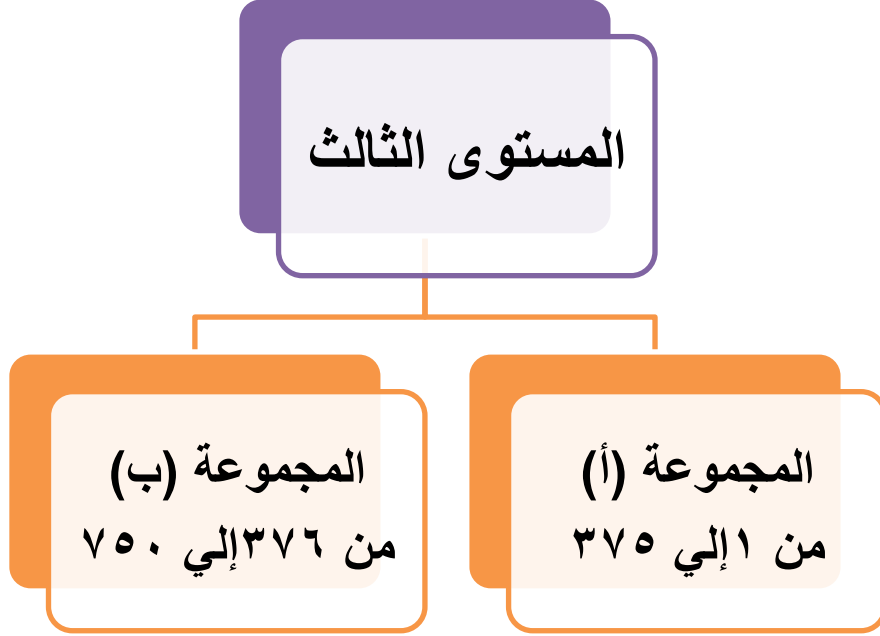 المستوى الثالث
المجموعة (أ)
من ١إلي ٣٧٥
المجموعة (ب)
من ٣٧٦إلي ٧٥٠